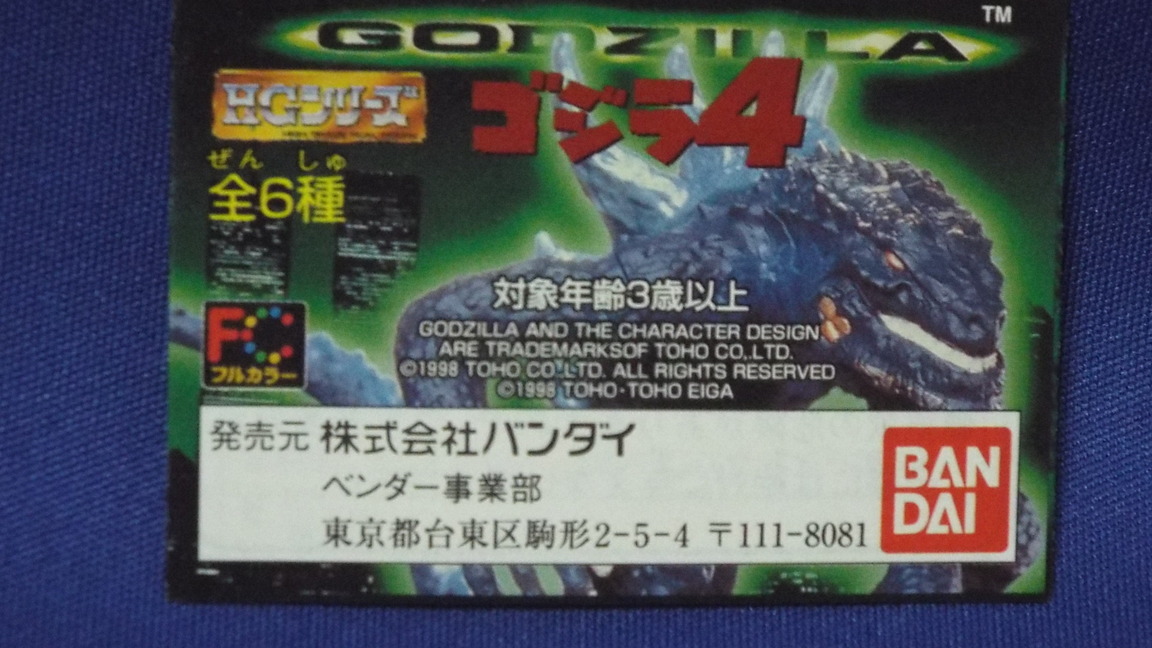 GODZILLA TM
HGシリーズ
ゴジラ4
ぜん しゅ
全6種
対象年齢3歳以上
GODZILLA AND THE CHARACTER DESIGN
ARE TRADEMARKSOF TOHO CO,.LTD.
©1998 TOHO CO.LTD. ALL RIGHTS RESERVED
©1998 TOHO・TOHO EIGA
FC
フルカラー
発売元 株式会社バンダイ
ベンダー事業部
東京都台東区駒形2-5-4 〒111-8081
BAN
DAI